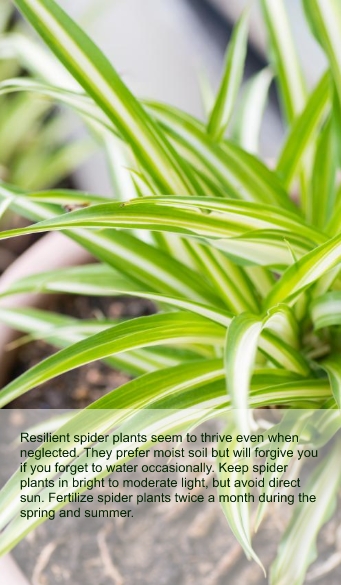 Resilient spider plants seem to thrive even when
neglected. They prefer moist soil but will forgive you
if you forget to water occasionally. Keep spider
plants in bright to moderate light, but avoid direct
sun. Fertilize spider plants twice a month during the
spring and summer.